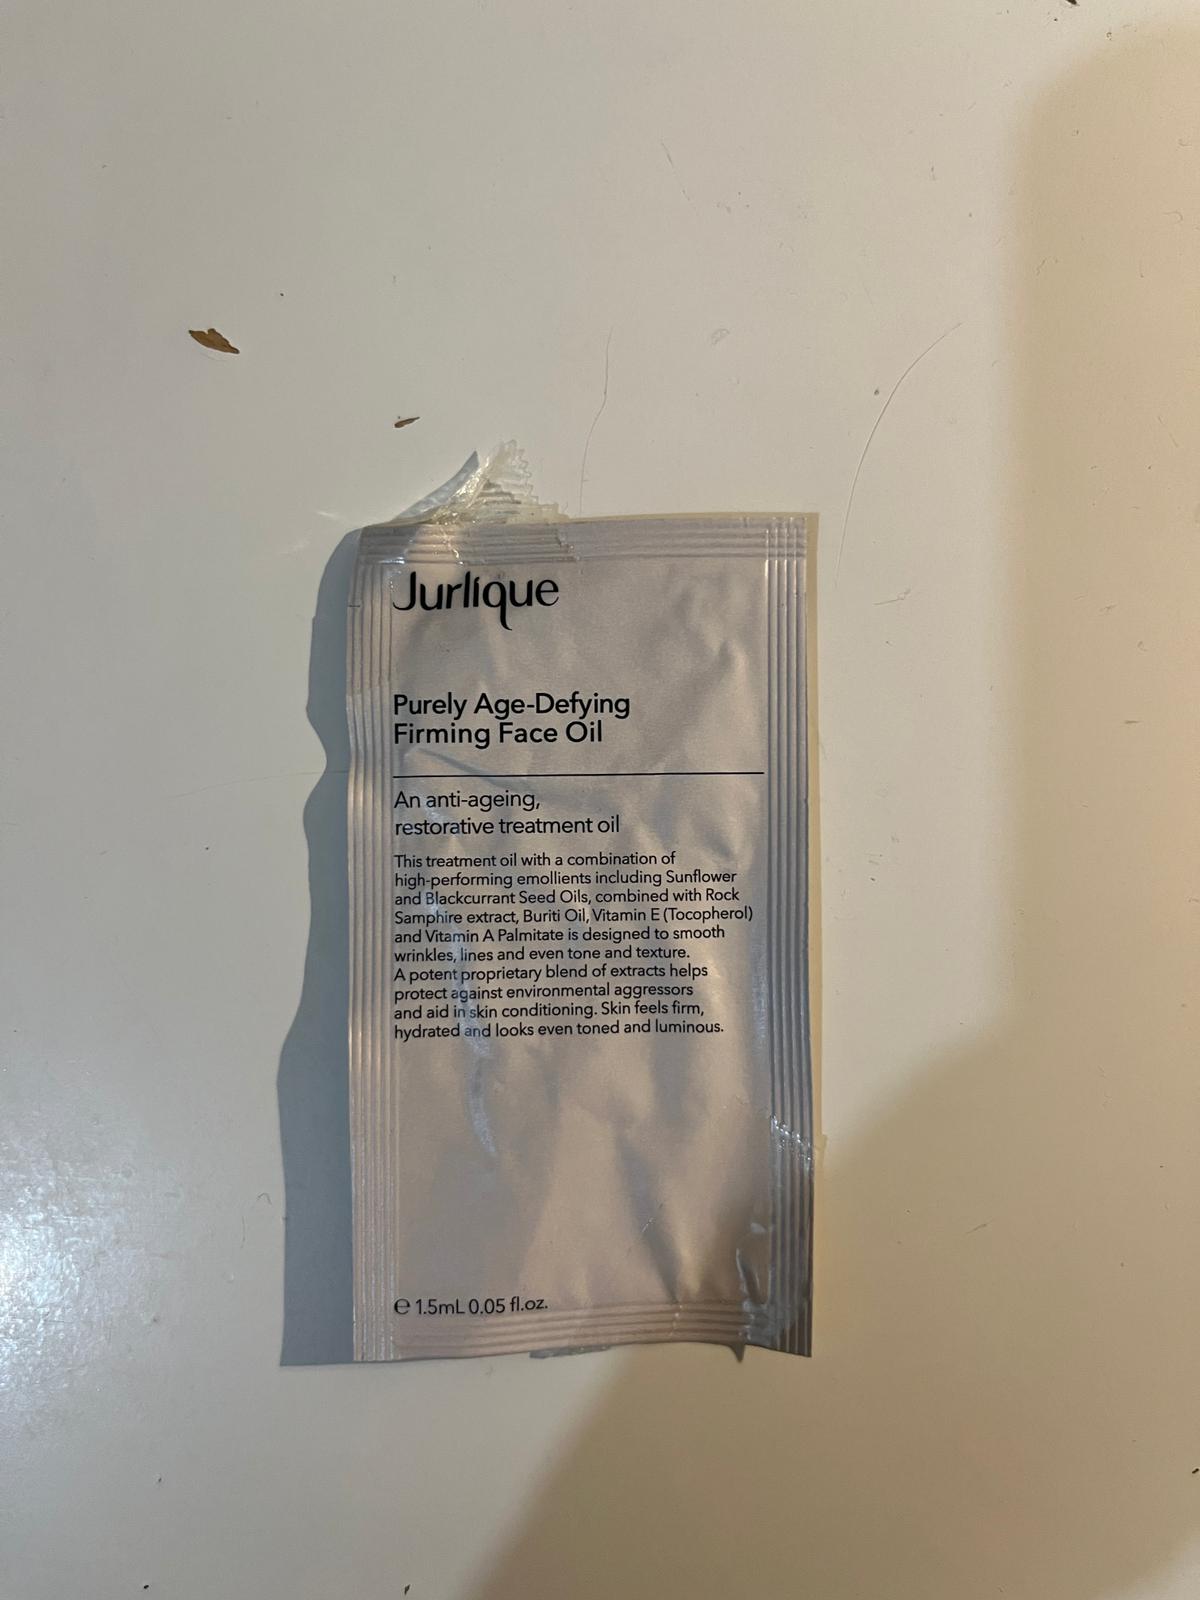 Jurlique
Purely Age-Defying
Firming Face Oil
An anti-ageing,
restorative treatment oil
This treatment oil with a combination of
high-performing emollients including Sunflower
and Blackcurrant Seed Oils, combined with Rock
Samphire extract, Buriti Oil, Vitamin E (Tocopherol)
and Vitamin A Palmitate is designed to smooth
wrinkles, lines and even tone and texture.
A potent proprietary blend of extracts helps
protect against environmental aggressors
and aid in skin conditioning. Skin feels firm,
hydrated and looks even toned and luminous.
℮ 1.5mL 0.05 fl.oz.